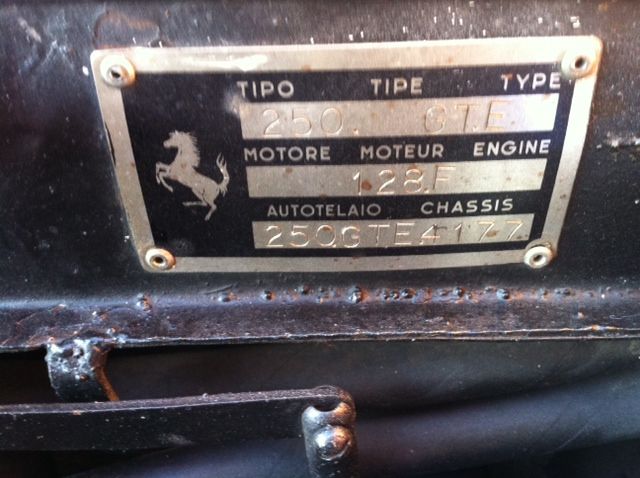 TIPO TIPE TYPE
250. GTE
MOTORE MOTEUR ENGINE
128F
AUTOTELAIO CHASSIS
250GTE4177